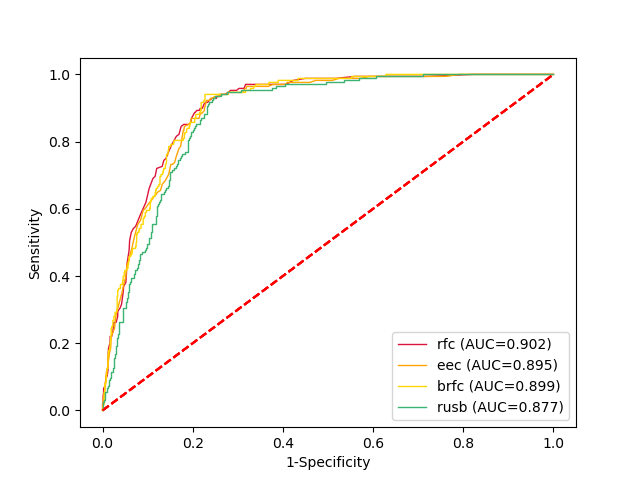 1.0
0.8
0.6
0.4
0.2
0.0
Sensitivity
rfc (AUC=0.902)
eec (AUC=0.895)
brfc (AUC=0.899)
rusb (AUC=0.877)
0.0 0.2 0.4 0.6 0.8 1.0
1-Specificity